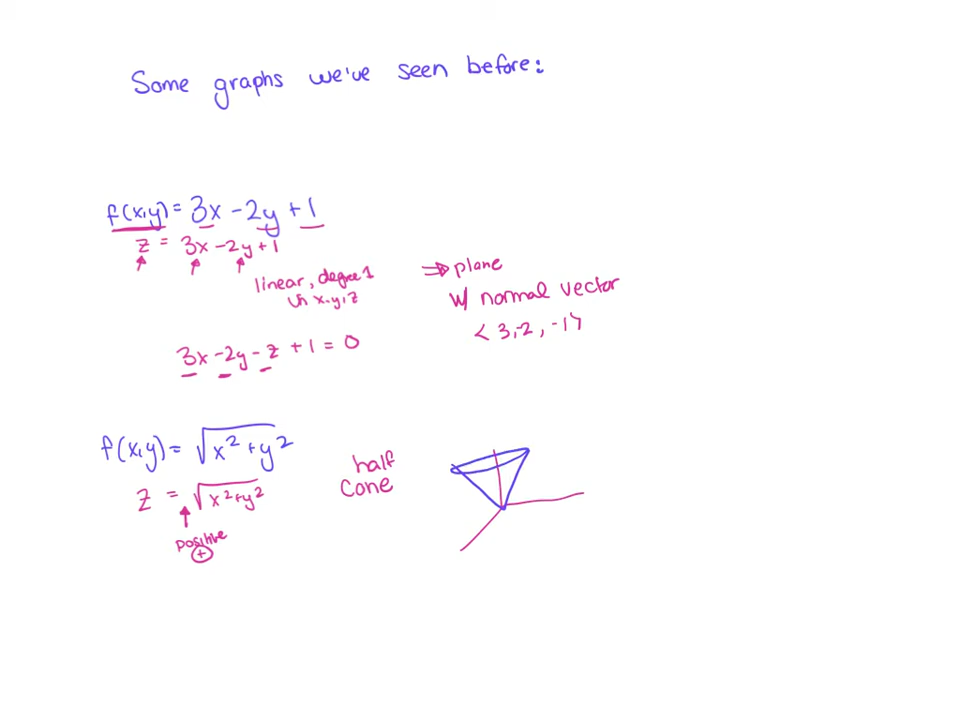 Some graphs we've seen before:
f(x,y) = 3x - 2y + 1
z = 3x - 2y + 1
linear, degree 1
in x, y, z
⇒ plane
w/ normal vector
< 3, -2, -1 >
3x - 2y - z + 1 = 0
f(x,y) = √(x² + y²)
z = √(x² + y²)
positive
+
half
cone